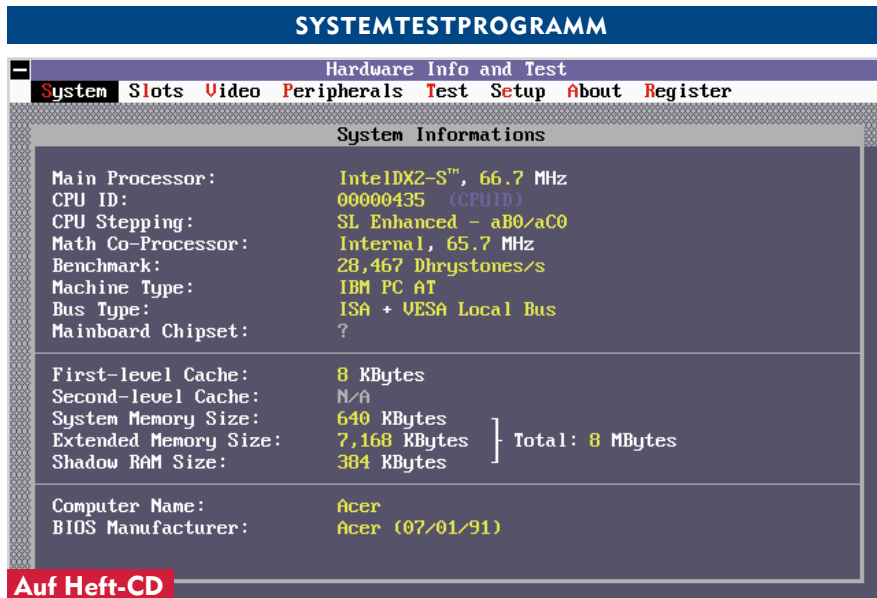 SYSTEMTESTPROGRAMM
Hardware Info and Test
System Slots Video Peripherals Test Setup About Register
System Informations
Main Processor: IntelDX2-S™, 66.7 MHz
CPU ID: 00000435 (CPUID)
CPU Stepping: SL Enhanced - aB0/aC0
Math Co-Processor: Internal, 65.7 MHz
Benchmark: 28,467 Dhrystones/s
Machine Type: IBM PC AT
Bus Type: ISA + VESA Local Bus
Mainboard Chipset: ?
First-level Cache: 8 KBytes
Second-level Cache: N/A
System Memory Size: 640 KBytes
Extended Memory Size: 7,168 KBytes Total: 8 MBytes
Shadow RAM Size: 384 KBytes
Computer Name: Acer
BIOS Manufacturer: Acer (07/01/91)
Auf Heft-CD